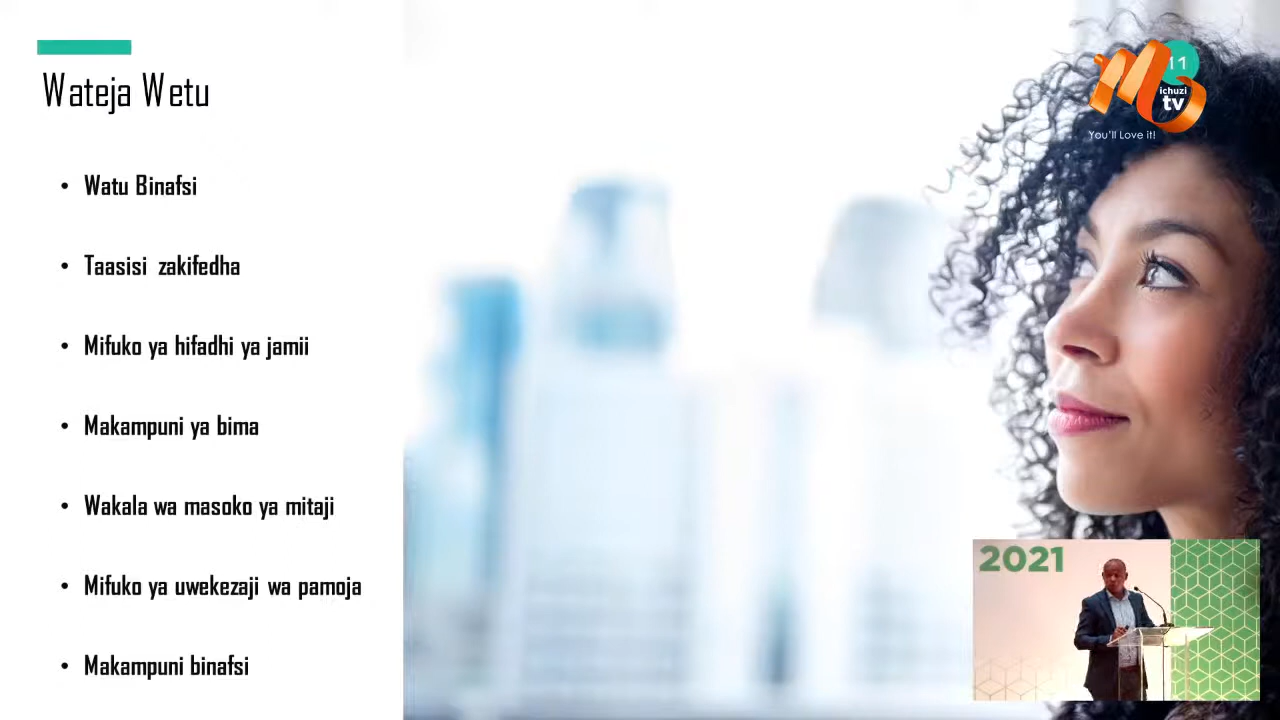 Wateja Wetu
• Watu Binafsi
• Taasisi zakifedha
• Mifuko ya hifadhi ya jamii
• Makampuni ya bima
• Wakala wa masoko ya mitaji
• Mifuko ya uwekezaji wa pamoja
• Makampuni binafsi
11
ichuzi
tv
You'll Love it!
2021